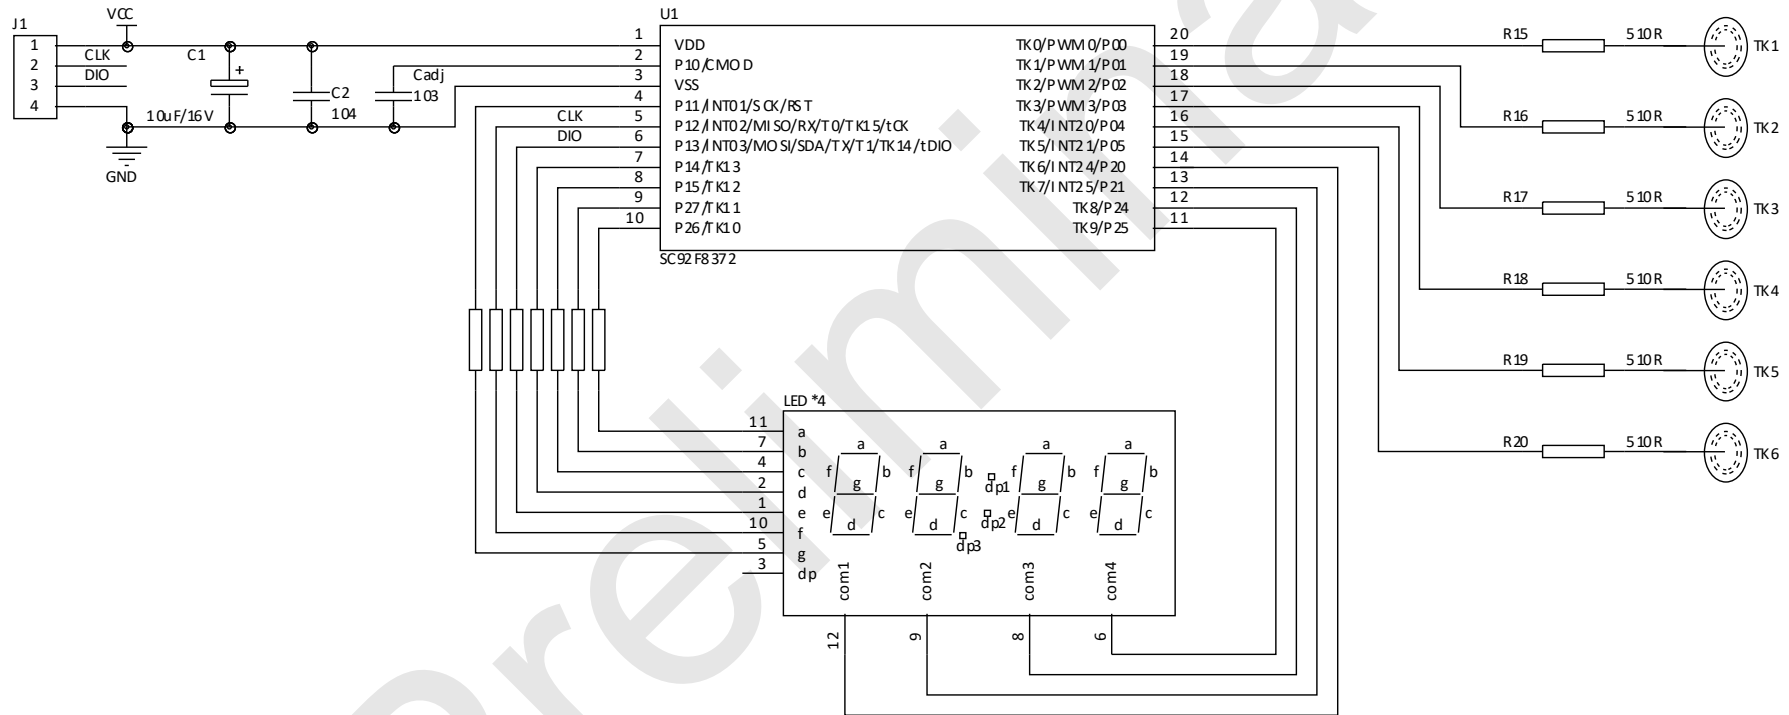 J1
VCC
1
2
3
4
CLK
DIO
GND
C1
+
10uF/16V
C2
104
Cadj
103
U1
1
2
3
4
5
6
7
8
9
10
CLK
DIO
VDD
P10/CMOD
VSS
P11/INT01/SCK/RST
P12/INT02/MISO/RX/T0/TK15/tCK
P13/INT03/MOSI/SDA/TX/T1/TK14/tDIO
P14/TK13
P15/TK12
P27/TK11
P26/TK10
TK0/PWM0/P00
TK1/PWM1/P01
TK2/PWM2/P02
TK3/PWM3/P03
TK4/INT20/P04
TK5/INT21/P05
TK6/INT24/P20
TK7/INT25/P21
TK8/P24
TK9/P25
20
19
18
17
16
15
14
13
12
11
SC92F8372
R15 510R TK1
R16 510R TK2
R17 510R TK3
R18 510R TK4
R19 510R TK5
R20 510R TK6
LED *4
11 a
7 b
4 c
2 d
1 e
10 f
5 g
3 dp
a a a a
f b f b f b f b
g g g g
dp1
e c e c e c e c
d d d d
dp2
dp3
com1 com2 com3 com4
12 9 8 6
Prelimina